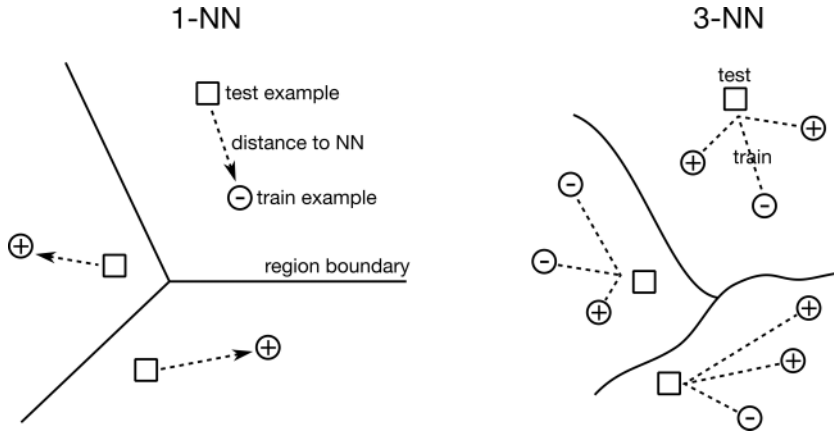 1-NN
test example
distance to NN
−
train example
+
region boundary
+
3-NN
test
+
+
train
−
−
−
+
+
+
−